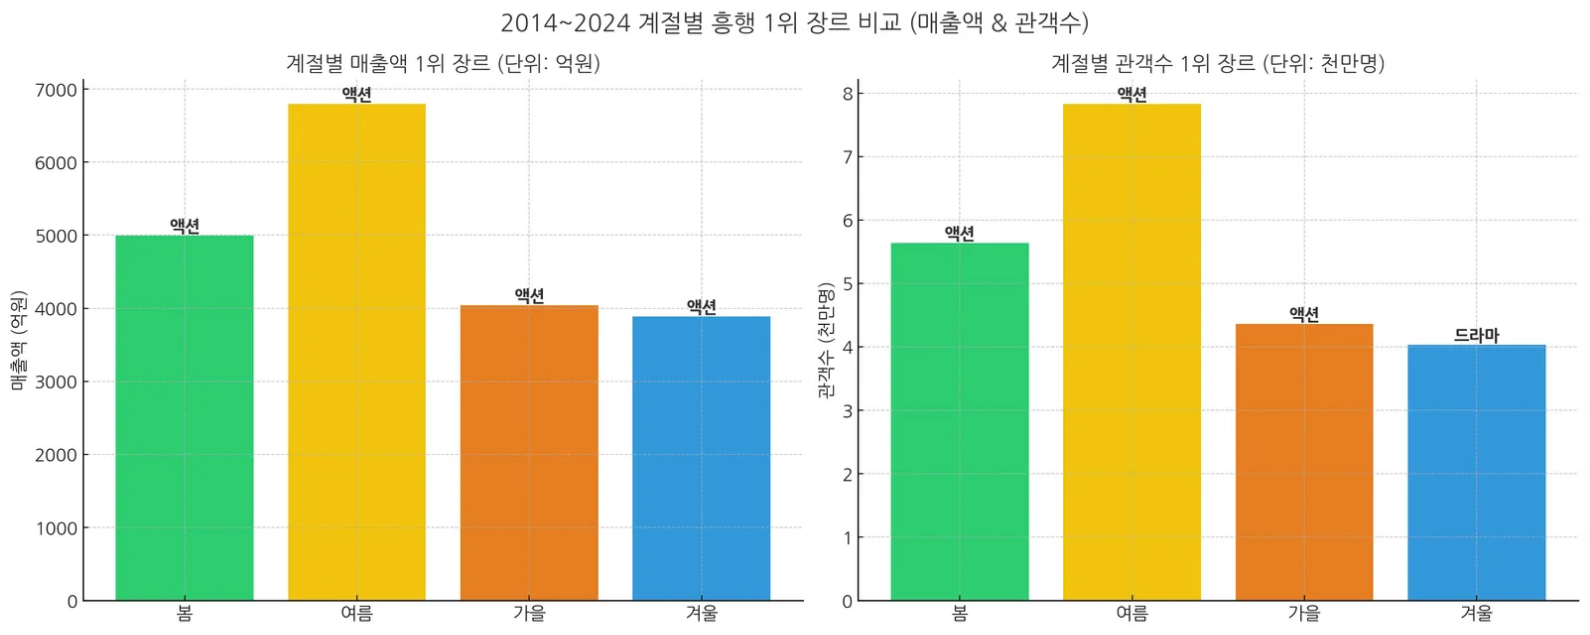 2014~2024 계절별 흥행 1위 장르 비교 (매출액 & 관객수)
계절별 매출액 1위 장르 (단위: 억원)
매출액 (억원)
7000
6000
5000
4000
3000
2000
1000
0
액션
액션
액션
액션
봄
여름
가을
겨울
계절별 관객수 1위 장르 (단위: 천만명)
관객수 (천만명)
8
7
6
5
4
3
2
1
0
액션
액션
액션
드라마
봄
여름
가을
겨울